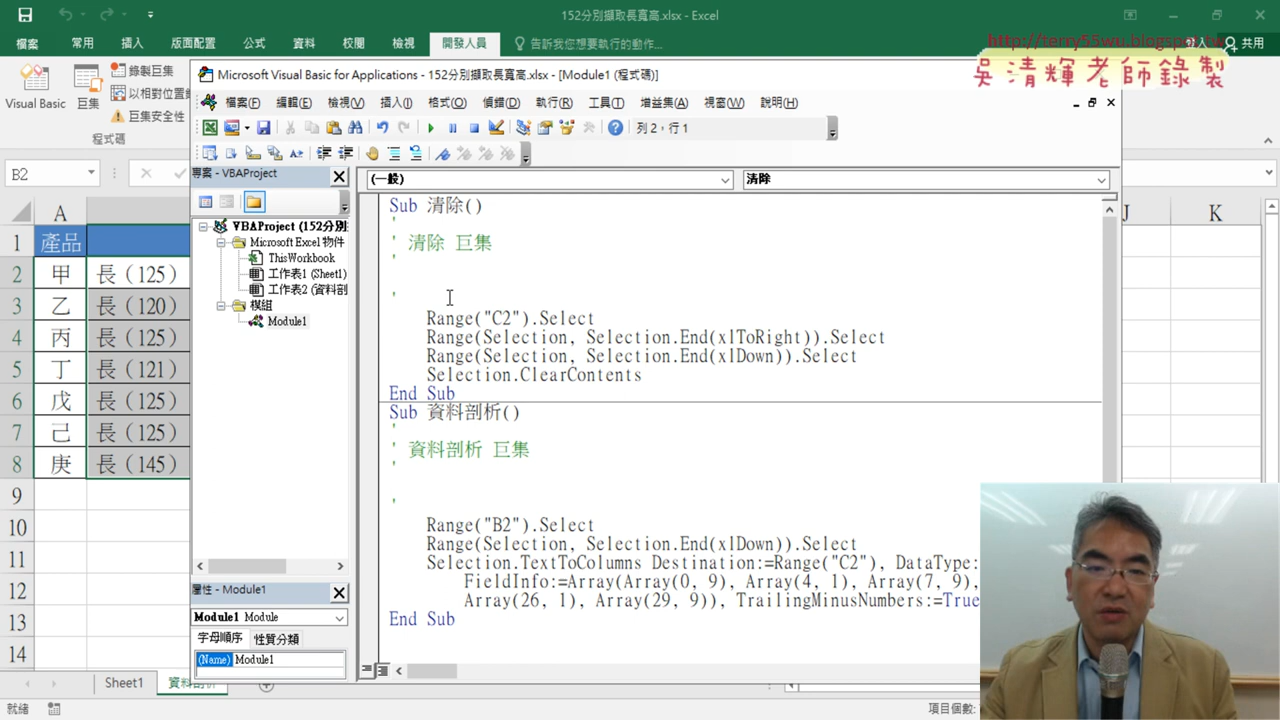 152分別擷取長寬高.xlsx - Excel
檔案 常用 插入 版面配置 公式 資料 校閱 檢視 開發人員 告訴我您想要執行的動作... 共用
http://terry55wu.blogspot.tw
吳清輝老師錄製
Visual Basic 巨集 錄製巨集
以相對位置
巨集安全性
程式碼
Microsoft Visual Basic for Applications - 152分別擷取長寬高.xlsx - [Module1 (程式碼)]
檔案(F) 編輯(E) 檢視(V) 插入(I) 格式(O) 偵錯(D) 執行(R) 工具(T) 增益集(A) 視窗(W) 說明(H)
列 2，行 1
B2
專案 - VBAProject
(一般) 清除
VBAProject (152分別
Microsoft Excel 物件
ThisWorkbook
工作表1 (Sheet1)
工作表2 (資料剖
模組
Module1
屬性 - Module1
Module1 Module
字母順序 性質分類
(Name) Module1
Sub 清除()
'
' 清除 巨集
'
'
Range("C2").Select
Range(Selection, Selection.End(xlToRight)).Select
Range(Selection, Selection.End(xlDown)).Select
Selection.ClearContents
End Sub
Sub 資料剖析()
'
' 資料剖析 巨集
'
'
Range("B2").Select
Range(Selection, Selection.End(xlDown)).Select
Selection.TextToColumns Destination:=Range("C2"), DataType:
FieldInfo:=Array(Array(0, 9), Array(4, 1), Array(7, 9),
Array(26, 1), Array(29, 9)), TrailingMinusNumbers:=True
End Sub
A J K
1 產品
2 甲 長（125）
3 乙 長（120）
4 丙 長（125）
5 丁 長（121）
6 戊 長（125）
7 己 長（125）
8 庚 長（145）
9
10
11
12
13
14
Sheet1 資料剖析
就緒 項目個數: